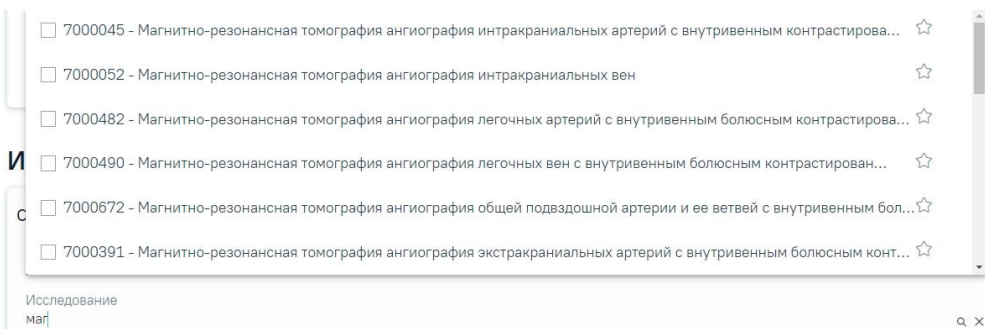 7000045 - Магнитно-резонансная томография ангиография интракраниальных артерий с внутривенным контрастирова...
7000052 - Магнитно-резонансная томография ангиография интракраниальных вен
7000482 - Магнитно-резонансная томография ангиография легочных артерий с внутривенным болюсным контрастирова...
7000490 - Магнитно-резонансная томография ангиография легочных вен с внутривенным болюсным контрастирован...
И
7000672 - Магнитно-резонансная томография ангиография общей подвздошной артерии и ее ветвей с внутривенным бол...
С
7000391 - Магнитно-резонансная томография ангиография экстракраниальных артерий с внутривенным болюсным конт...
Исследование
маг